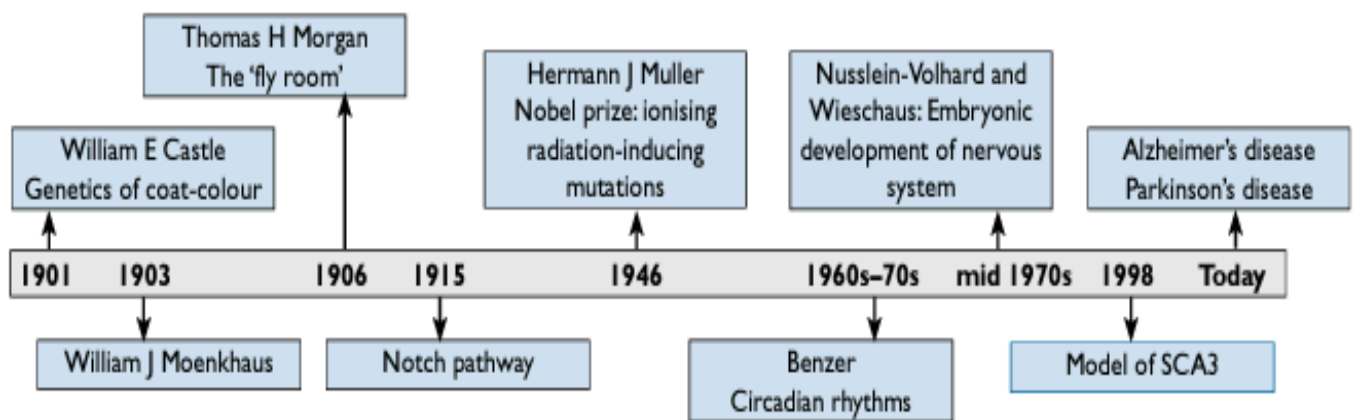 Thomas H Morgan
The ‘fly room’
William E Castle
Genetics of coat-colour
Hermann J Muller
Nobel prize: ionising
radiation-inducing
mutations
Nusslein-Volhard and
Wieschaus: Embryonic
development of nervous
system
Alzheimer’s disease
Parkinson’s disease
1901 1903 1906 1915 1946 1960s–70s mid 1970s 1998 Today
William J Moenkhaus
Notch pathway
Benzer
Circadian rhythms
Model of SCA3